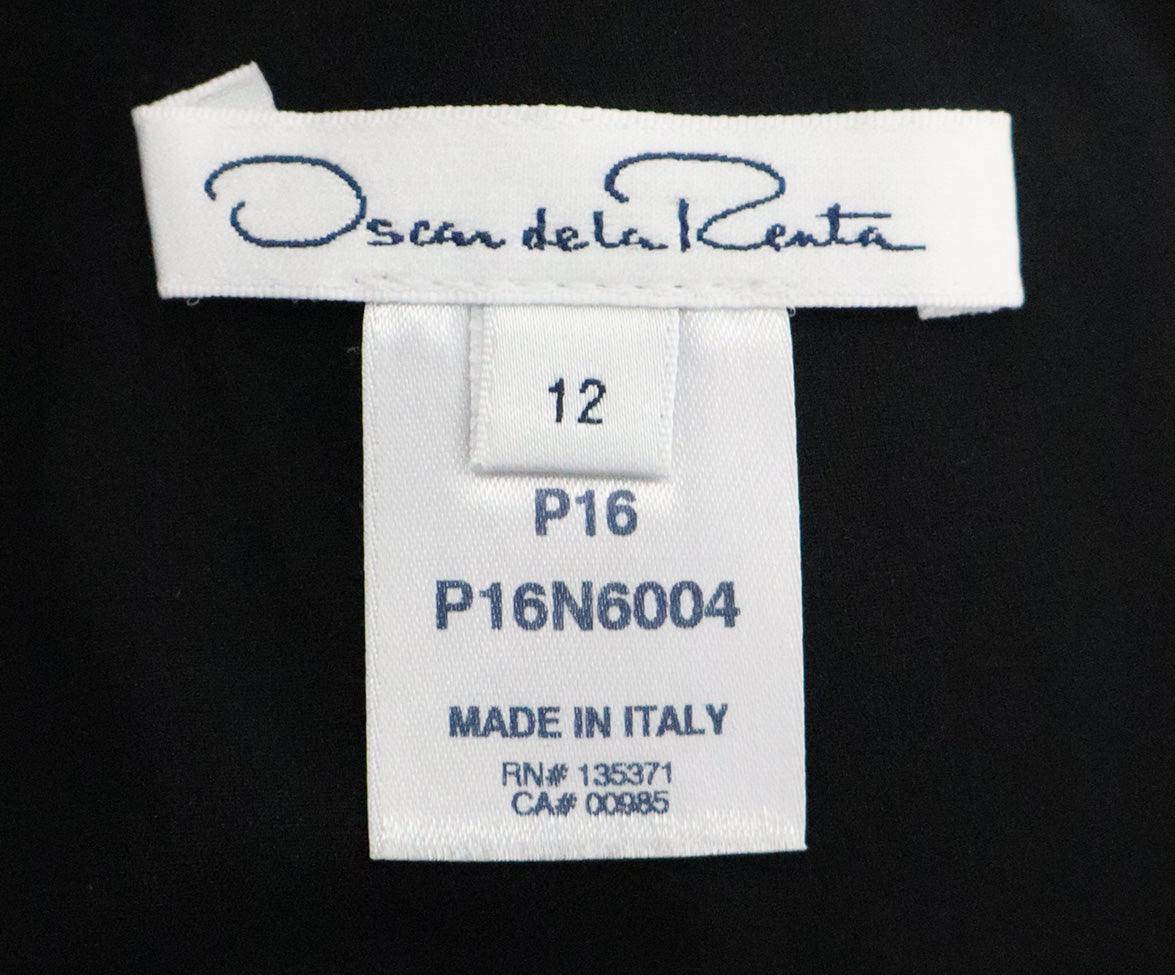 Oscar de la Renta
12
P16
P16N6004
MADE IN ITALY
RN# 135371
CA# 00985